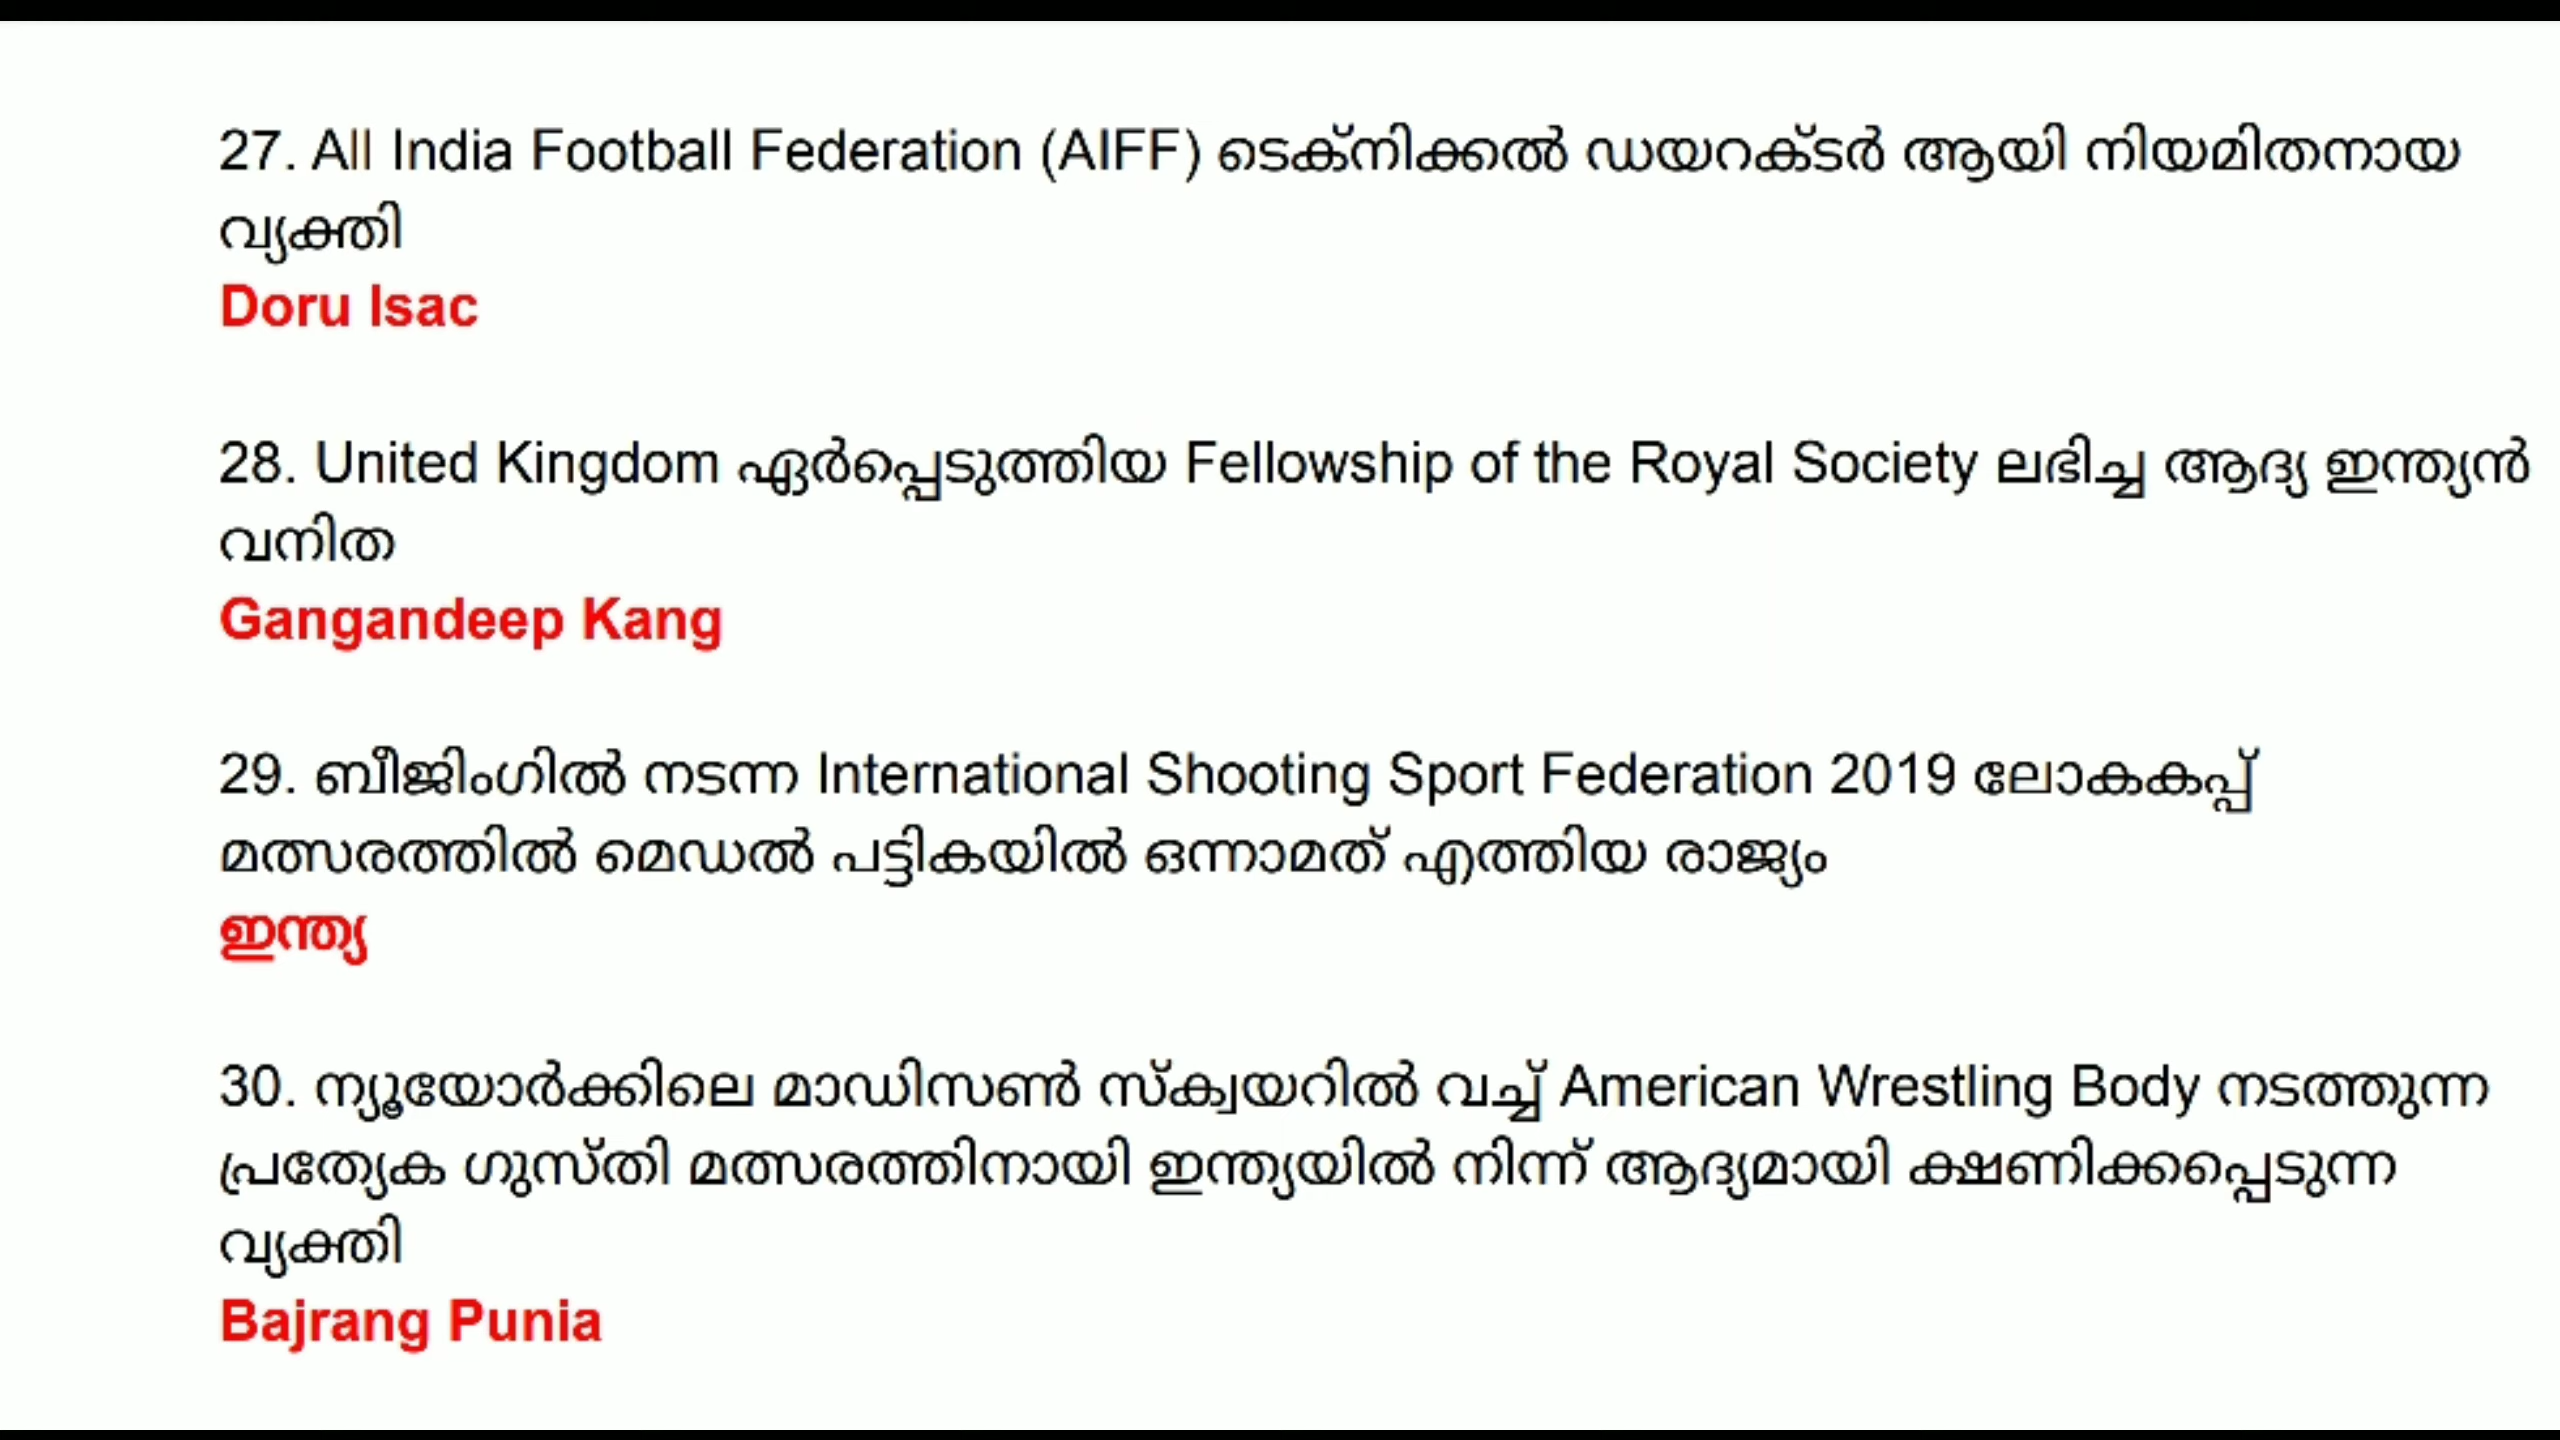 27. All India Football Federation (AIFF) ടെക്നിക്കൽ ഡയറക്ടർ ആയി നിയമിതനായ
വ്യക്തി
Doru Isac
28. United Kingdom ഏർപ്പെടുത്തിയ Fellowship of the Royal Society ലഭിച്ച ആദ്യ ഇന്ത്യൻ
വനിത
Gangandeep Kang
29. ബീജിംഗിൽ നടന്ന International Shooting Sport Federation 2019 ലോകകപ്പ്
മത്സരത്തിൽ മെഡൽ പട്ടികയിൽ ഒന്നാമത് എത്തിയ രാജ്യം
ഇന്ത്യ
30. ന്യൂയോർക്കിലെ മാഡിസൺ സ്ക്വയറിൽ വച്ച് American Wrestling Body നടത്തുന്ന
പ്രത്യേക ഗുസ്തി മത്സരത്തിനായി ഇന്ത്യയിൽ നിന്ന് ആദ്യമായി ക്ഷണിക്കപ്പെടുന്ന
വ്യക്തി
Bajrang Punia